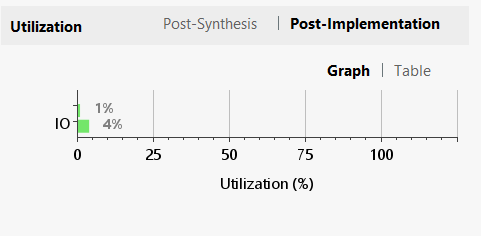 Utilization Post-Synthesis | Post-Implementation
Graph | Table
1%
IO 4%
0 25 50 75 100
Utilization (%)